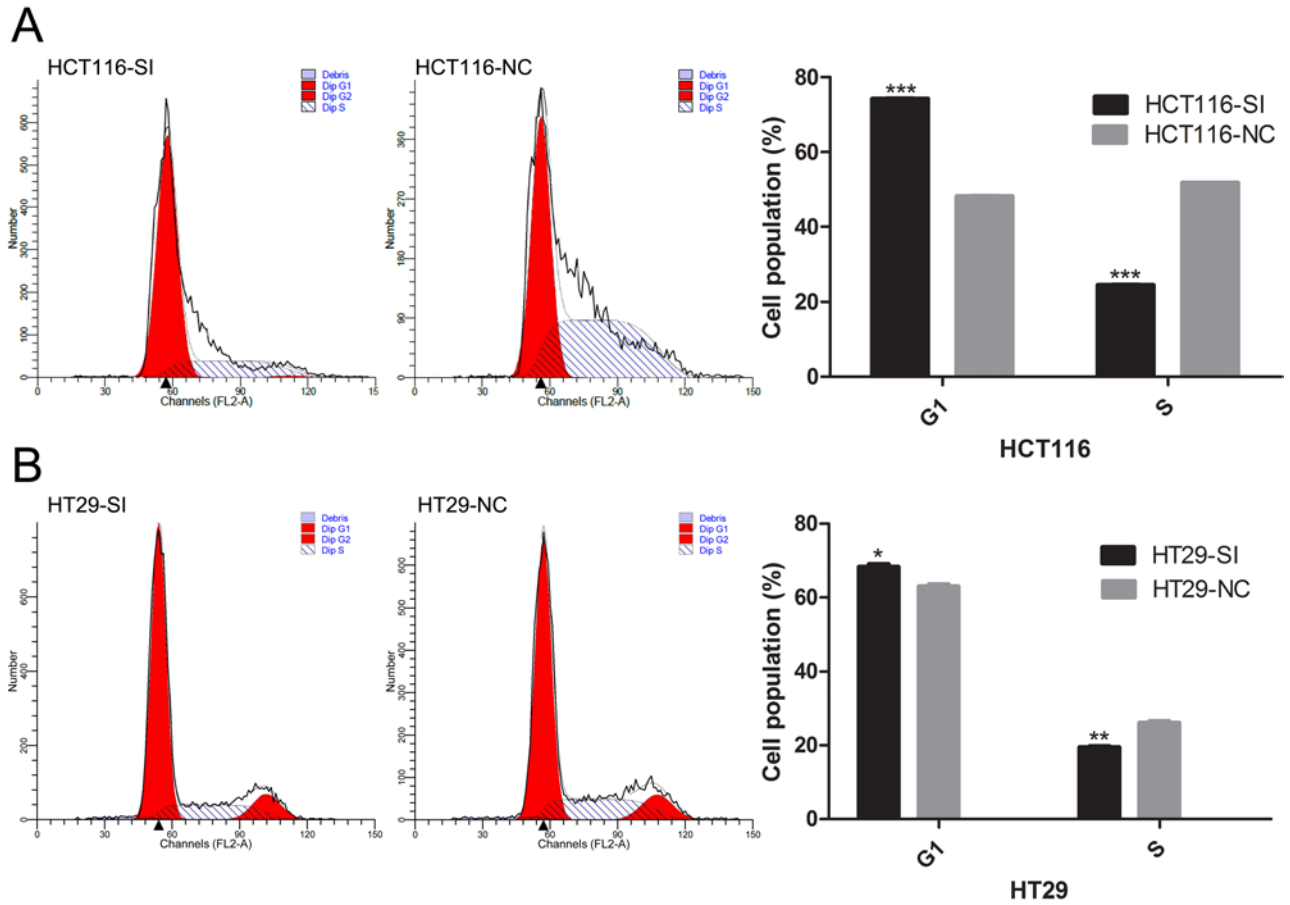 A
HCT116-SI
Debris
Dip G1
Dip G2
Dip S
Number
0
100
200
300
400
500
600
0 30 60 90 120 15
Channels (FL2-A)
HCT116-NC
Debris
Dip G1
Dip G2
Dip S
Number
0
90
180
270
360
0 30 60 90 120 150
Channels (FL2-A)
Cell population (%)
80
60
40
20
0
***
***
HCT116-SI
HCT116-NC
G1
S
HCT116
B
HT29-SI
Debris
Dip G1
Dip G2
Dip S
Number
0
200
400
600
0 30 60 90 120 150
Channels (FL2-A)
HT29-NC
Debris
Dip G1
Dip G2
Dip S
Number
0
100
200
300
400
500
600
0 30 60 90 120 150
Channels (FL2-A)
Cell population (%)
80
60
40
20
0
*
**
HT29-SI
HT29-NC
G1
S
HT29